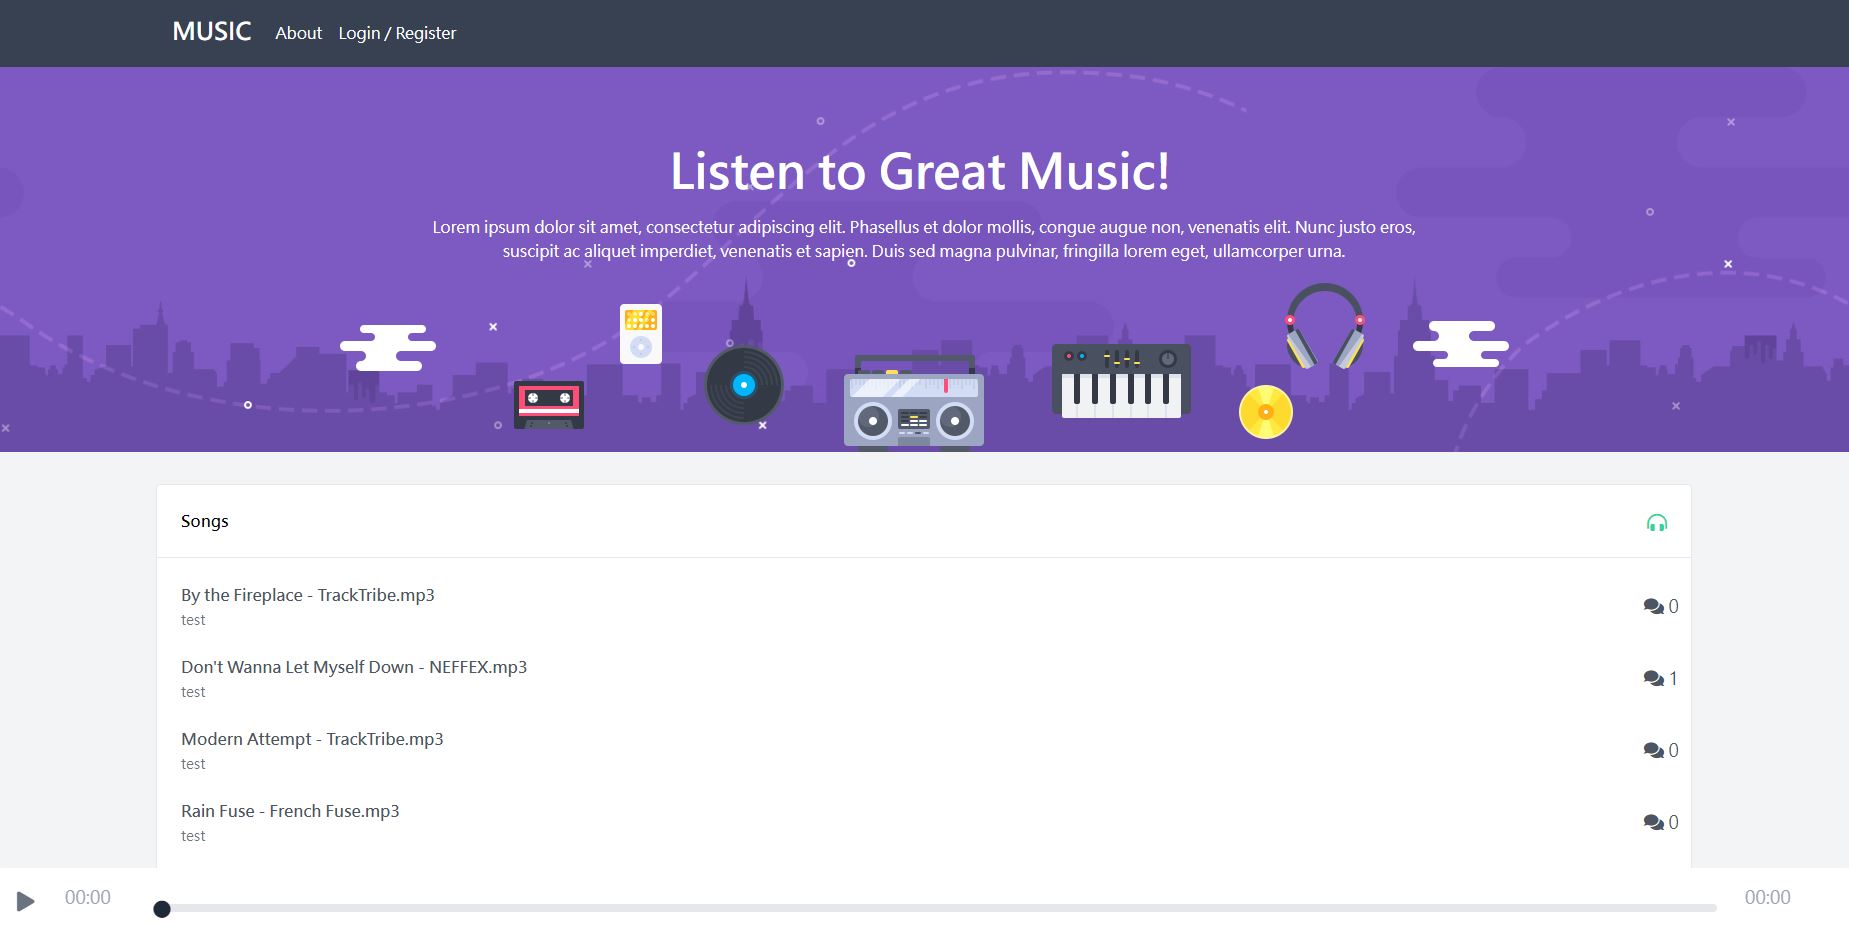 MUSIC About Login / Register
Listen to Great Music!
Lorem ipsum dolor sit amet, consectetur adipiscing elit. Phasellus et dolor mollis, congue augue non, venenatis elit. Nunc justo eros,
suscipit ac aliquet imperdiet, venenatis et sapien. Duis sed magna pulvinar, fringilla lorem eget, ullamcorper urna.
Songs
By the Fireplace - TrackTribe.mp3
test
0
Don't Wanna Let Myself Down - NEFFEX.mp3
test
1
Modern Attempt - TrackTribe.mp3
test
0
Rain Fuse - French Fuse.mp3
test
0
00:00 00:00